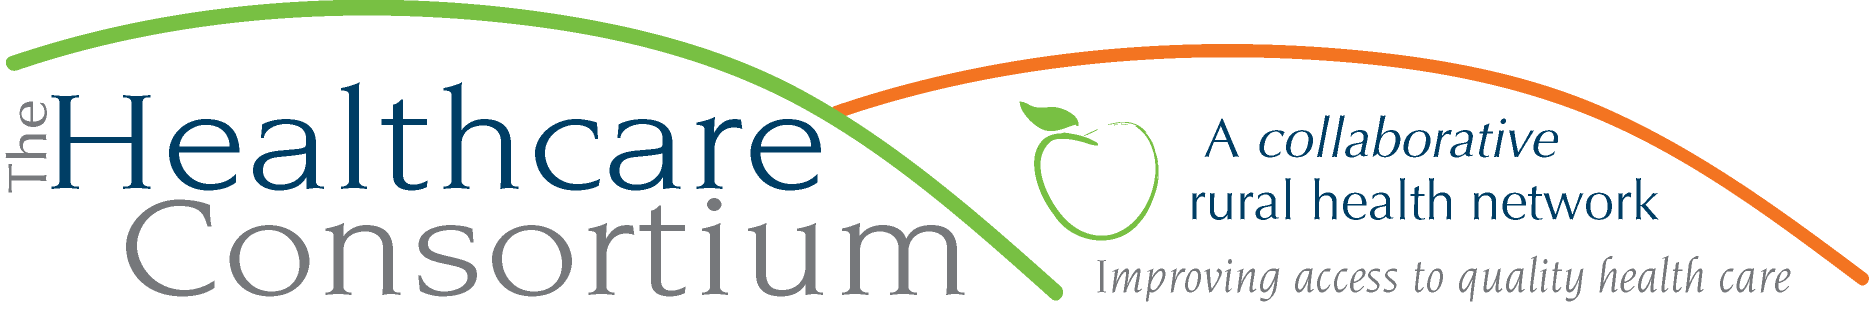 The
Healthcare
Consortium
A collaborative
rural health network
Improving access to quality health care